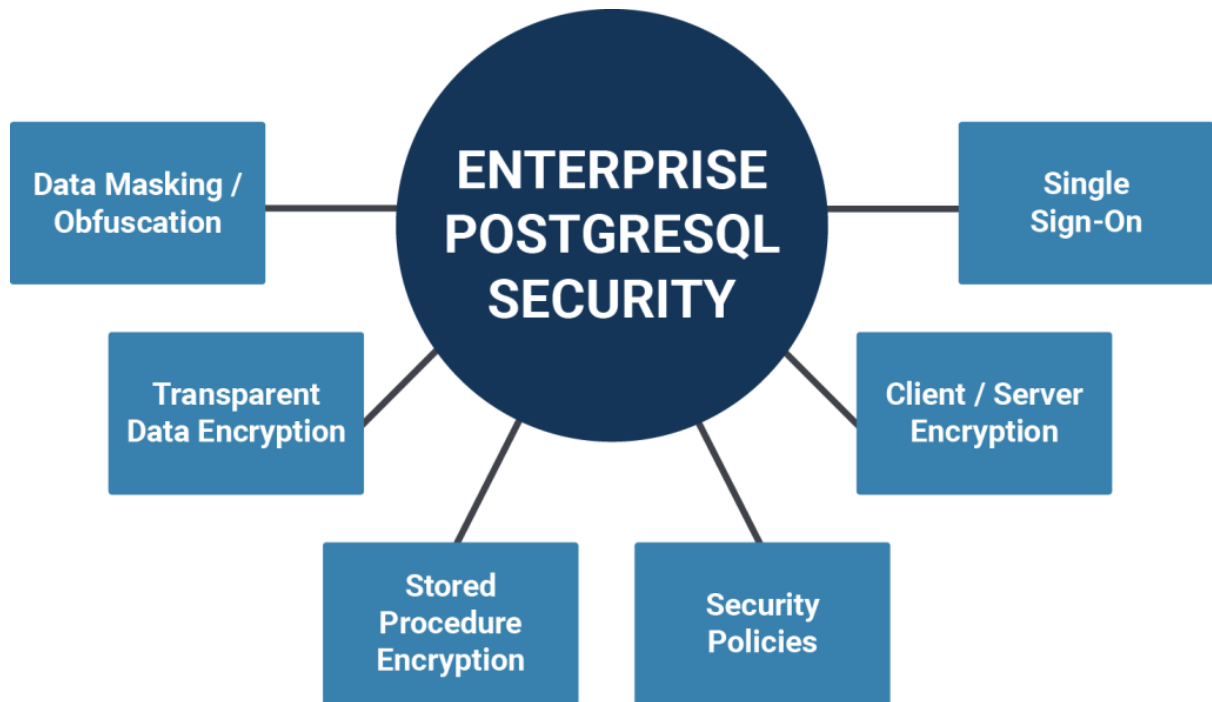 ENTERPRISE
POSTGRESQL
SECURITY
Data Masking /
Obfuscation
Transparent
Data Encryption
Stored
Procedure
Encryption
Security
Policies
Client / Server
Encryption
Single
Sign-On